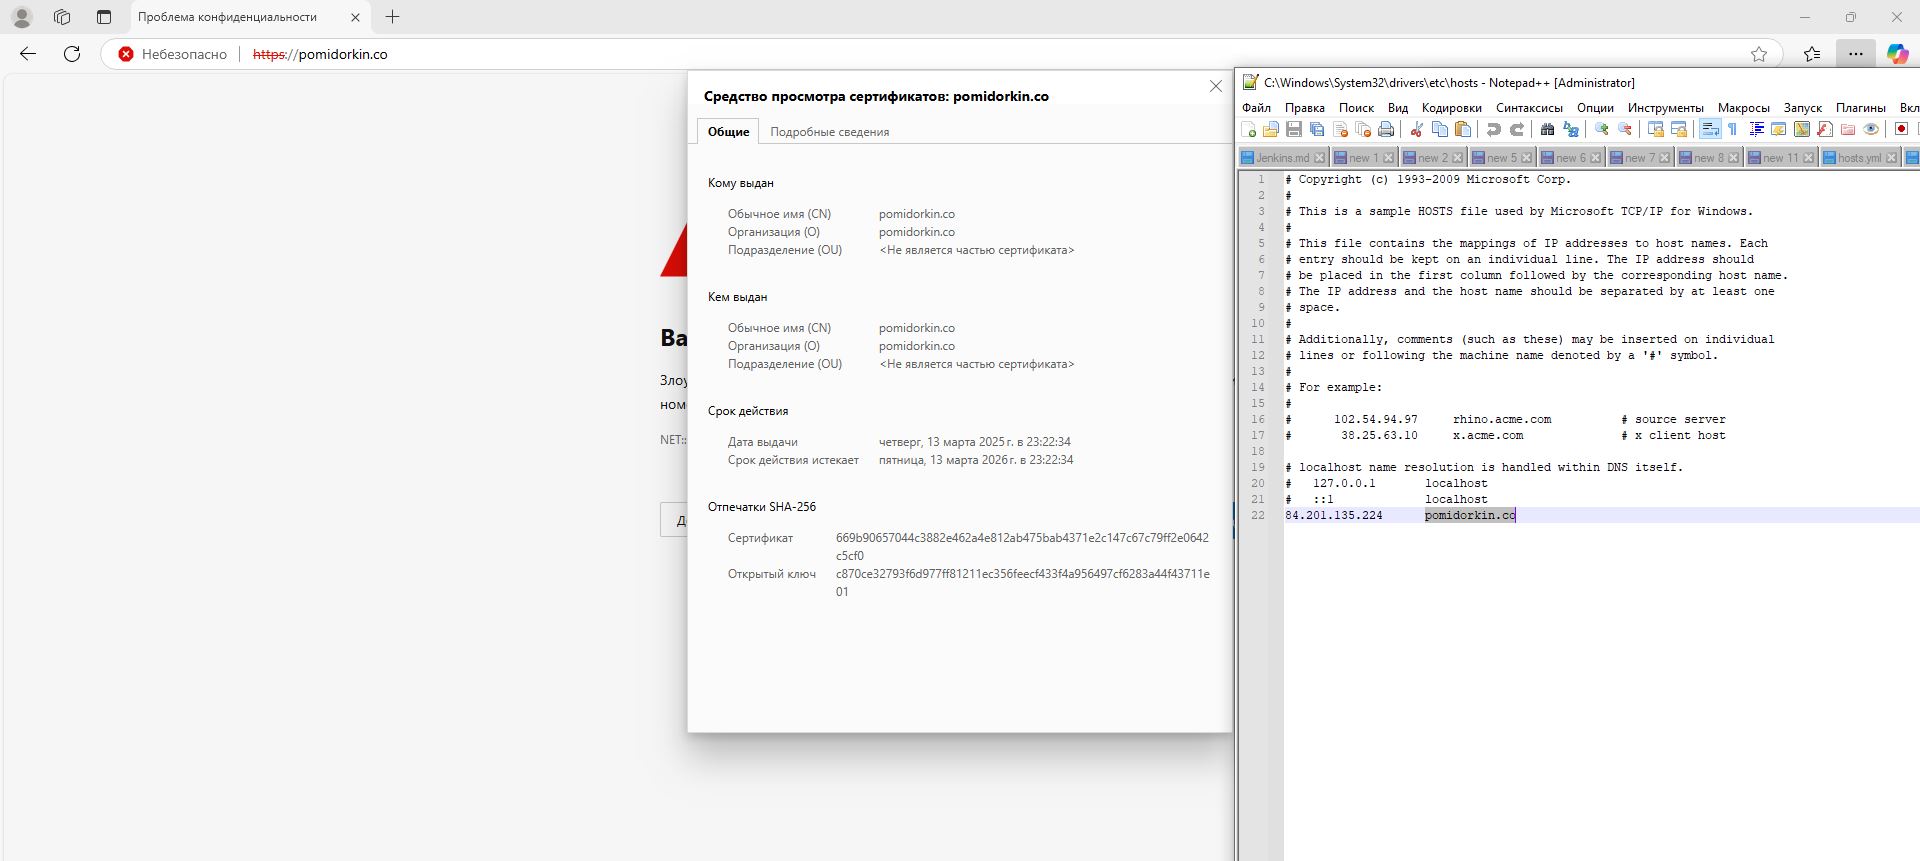 Проблема конфиденциальности
Небезопасно
https://pomidorkin.co
Ва
Злоу
ном
NET::
Д
Средство просмотра сертификатов: pomidorkin.co
Общие
Подробные сведения
Кому выдан
Обычное имя (CN) pomidorkin.co
Организация (O) pomidorkin.co
Подразделение (OU) <Не является частью сертификата>
Кем выдан
Обычное имя (CN) pomidorkin.co
Организация (O) pomidorkin.co
Подразделение (OU) <Не является частью сертификата>
Срок действия
Дата выдачи четверг, 13 марта 2025 г. в 23:22:34
Срок действия истекает пятница, 13 марта 2026 г. в 23:22:34
Отпечатки SHA-256
Сертификат 669b90657044c3882e462a4e812ab475bab4371e2c147c67c79ff2e0642
c5cf0
Открытый ключ c870ce32793f6d977ff81211ec356feecf433f4a956497cf6283a44f43711e
01
C:\Windows\System32\drivers\etc\hosts - Notepad++ [Administrator]
Файл Правка Поиск Вид Кодировки Синтаксисы Опции Инструменты Макросы Запуск Плагины Вкл
Jenkins.md new 1 new 2 new 5 new 6 new 7 new 8 new 11 hosts.yml
1 # Copyright (c) 1993-2009 Microsoft Corp.
2 #
3 # This is a sample HOSTS file used by Microsoft TCP/IP for Windows.
4 #
5 # This file contains the mappings of IP addresses to host names. Each
6 # entry should be kept on an individual line. The IP address should
7 # be placed in the first column followed by the corresponding host name.
8 # The IP address and the host name should be separated by at least one
9 # space.
10 #
11 # Additionally, comments (such as these) may be inserted on individual
12 # lines or following the machine name denoted by a '#' symbol.
13 #
14 # For example:
15 #
16 # 102.54.94.97 rhino.acme.com # source server
17 # 38.25.63.10 x.acme.com # x client host
18
19 # localhost name resolution is handled within DNS itself.
20 # 127.0.0.1 localhost
21 # ::1 localhost
22 84.201.135.224 pomidorkin.co